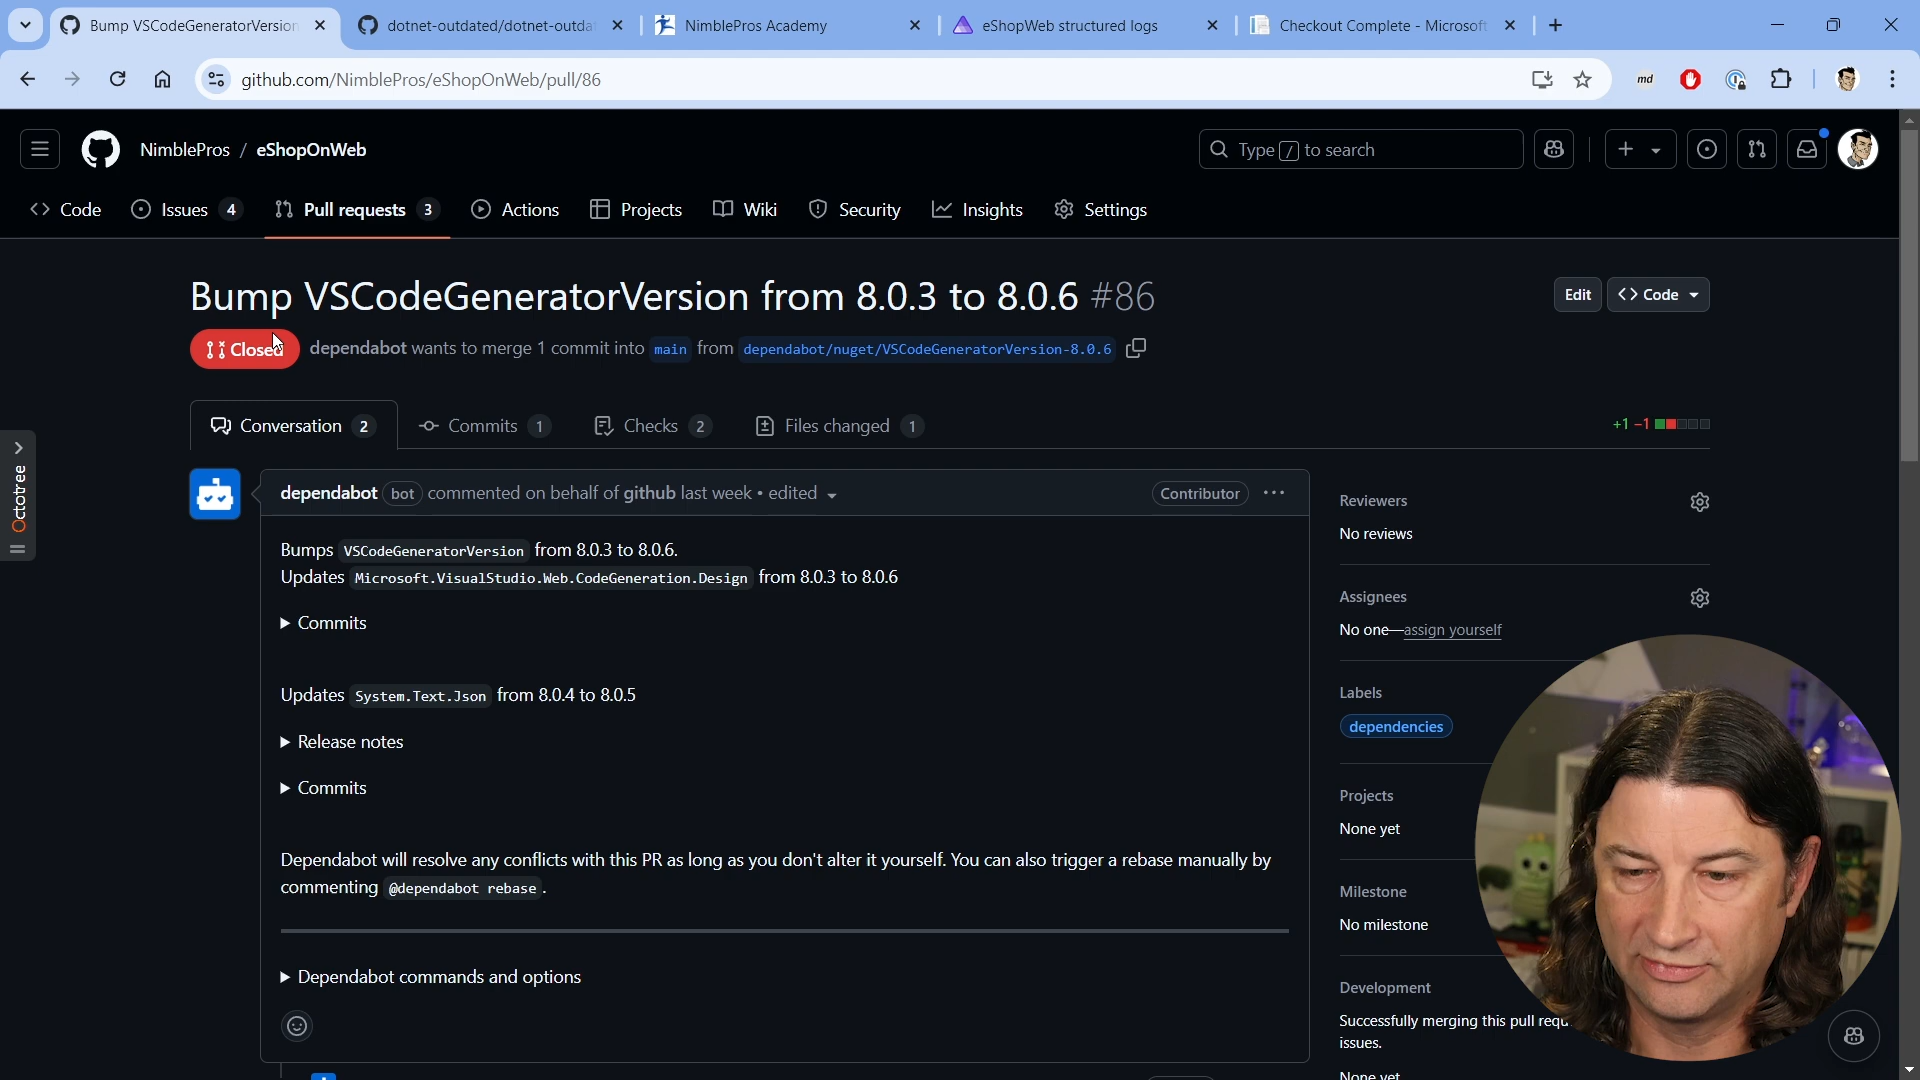 Bump VSCodeGeneratorVersion
dotnet-outdated/dotnet-outda
NimblePros Academy
eShopWeb structured logs
Checkout Complete - Microsoft
github.com/NimblePros/eShopOnWeb/pull/86
md
NimblePros / eShopOnWeb
Type / to search
Code
Issues 4
Pull requests 3
Actions
Projects
Wiki
Security
Insights
Settings
Bump VSCodeGeneratorVersion from 8.0.3 to 8.0.6 #86
Edit
<> Code
Closed
dependabot wants to merge 1 commit into main from dependabot/nuget/VSCodeGeneratorVersion-8.0.6
Conversation 2
Commits 1
Checks 2
Files changed 1
+1 −1
Octotree
dependabot bot commented on behalf of github last week • edited
Contributor
Bumps VSCodeGeneratorVersion from 8.0.3 to 8.0.6.
Updates Microsoft.VisualStudio.Web.CodeGeneration.Design from 8.0.3 to 8.0.6
Commits
Updates System.Text.Json from 8.0.4 to 8.0.5
Release notes
Commits
Dependabot will resolve any conflicts with this PR as long as you don't alter it yourself. You can also trigger a rebase manually by
commenting @dependabot rebase.
Dependabot commands and options
Reviewers
No reviews
Assignees
No one—assign yourself
Labels
dependencies
Projects
None yet
Milestone
No milestone
Development
Successfully merging this pull requ
issues.
None yet